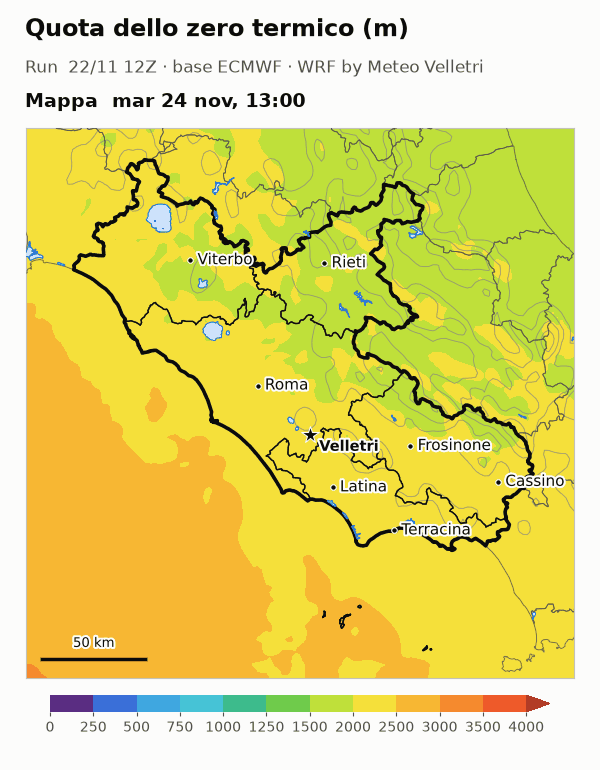 Quota dello zero termico (m)
Run 22/11 12Z · base ECMWF · WRF by Meteo Velletri
Mappa mar 24 nov, 13:00
Viterbo
Rieti
Roma
Velletri
Frosinone
Latina
Cassino
Terracina
50 km
0 250 500 750 1000 1250 1500 2000 2500 3000 3500 4000